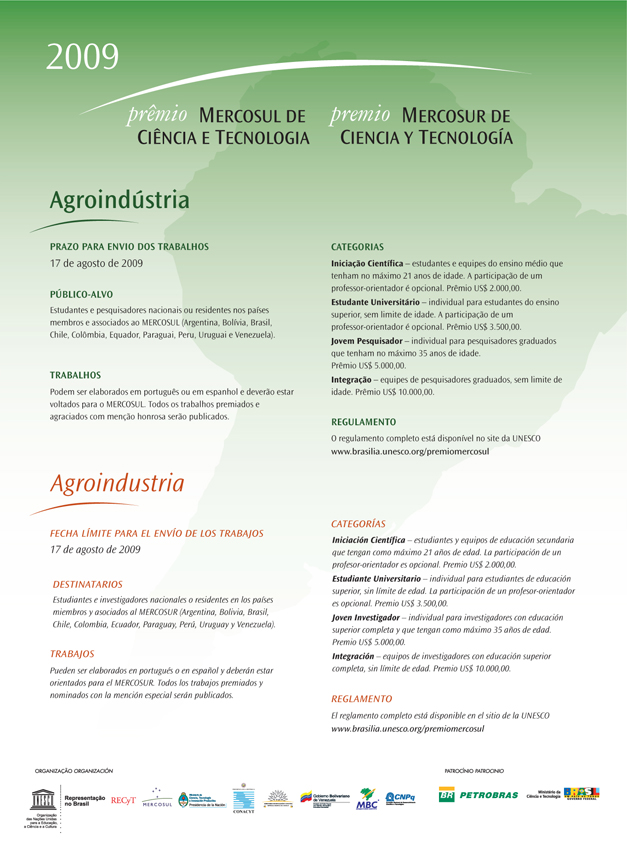 2009
prêmio MERCOSUL DE
CIÊNCIA E TECNOLOGIA
premio MERCOSUR DE
CIENCIA Y TECNOLOGÍA
Agroindústria
PRAZO PARA ENVIO DOS TRABALHOS
17 de agosto de 2009
PÚBLICO-ALVO
Estudantes e pesquisadores nacionais ou residentes nos países
membros e associados ao MERCOSUL (Argentina, Bolívia, Brasil,
Chile, Colômbia, Equador, Paraguai, Peru, Uruguai e Venezuela).
TRABALHOS
Podem ser elaborados em português ou em espanhol e deverão estar
voltados para o MERCOSUL. Todos os trabalhos premiados e
agraciados com menção honrosa serão publicados.
CATEGORIAS
Iniciação Científica – estudantes e equipes do ensino médio que
tenham no máximo 21 anos de idade. A participação de um
professor-orientador é opcional. Prêmio US$ 2.000,00.
Estudante Universitário – individual para estudantes do ensino
superior, sem limite de idade. A participação de um
professor-orientador é opcional. Prêmio US$ 3.500,00.
Jovem Pesquisador – individual para pesquisadores graduados
que tenham no máximo 35 anos de idade.
Prêmio US$ 5.000,00.
Integração – equipes de pesquisadores graduados, sem limite de
idade. Prêmio US$ 10.000,00.
REGULAMENTO
O regulamento completo está disponível no site da UNESCO
www.brasilia.unesco.org/premiomercosul
Agroindustria
FECHA LÍMITE PARA EL ENVÍO DE LOS TRABAJOS
17 de agosto de 2009
DESTINATARIOS
Estudiantes e investigadores nacionales o residentes en los países
miembros y asociados al MERCOSUR (Argentina, Bolivia, Brasil,
Chile, Colombia, Ecuador, Paraguay, Perú, Uruguay y Venezuela).
TRABAJOS
Pueden ser elaborados en portugués o en español y deberán estar
orientados para el MERCOSUR. Todos los trabajos premiados y
nominados con la mención especial serán publicados.
CATEGORÍAS
Iniciación Científica – estudiantes y equipos de educación secundaria
que tengan como máximo 21 años de edad. La participación de un
profesor-orientador es opcional. Premio US$ 2.000,00.
Estudiante Universitario – individual para estudiantes de educación
superior, sin límite de edad. La participación de un profesor-orientador
es opcional. Premio US$ 3.500,00.
Joven Investigador – individual para investigadores con educación
superior completa y que tengan como máximo 35 años de edad.
Premio US$ 5.000,00.
Integración – equipos de investigadores con educación superior
completa, sin límite de edad. Premio US$ 10.000,00.
REGLAMENTO
El reglamento completo está disponible en el sitio de la UNESCO
www.brasilia.unesco.org/premiomercosul
ORGANIZAÇÃO ORGANIZACIÓN
Organização
das Nações Unidas
para a Educação,
a Ciência e a Cultura
Representação
no Brasil
RECyT
MERCOSUL
Presidencia de la Nación
CONACYT
Gobierno Bolivariano
de Venezuela
MBC
CNPq
PATROCÍNIO PATROCINIO
BR PETROBRAS
Ministério da
Ciência e Tecnologia
BRASIL
GOVERNO FEDERAL